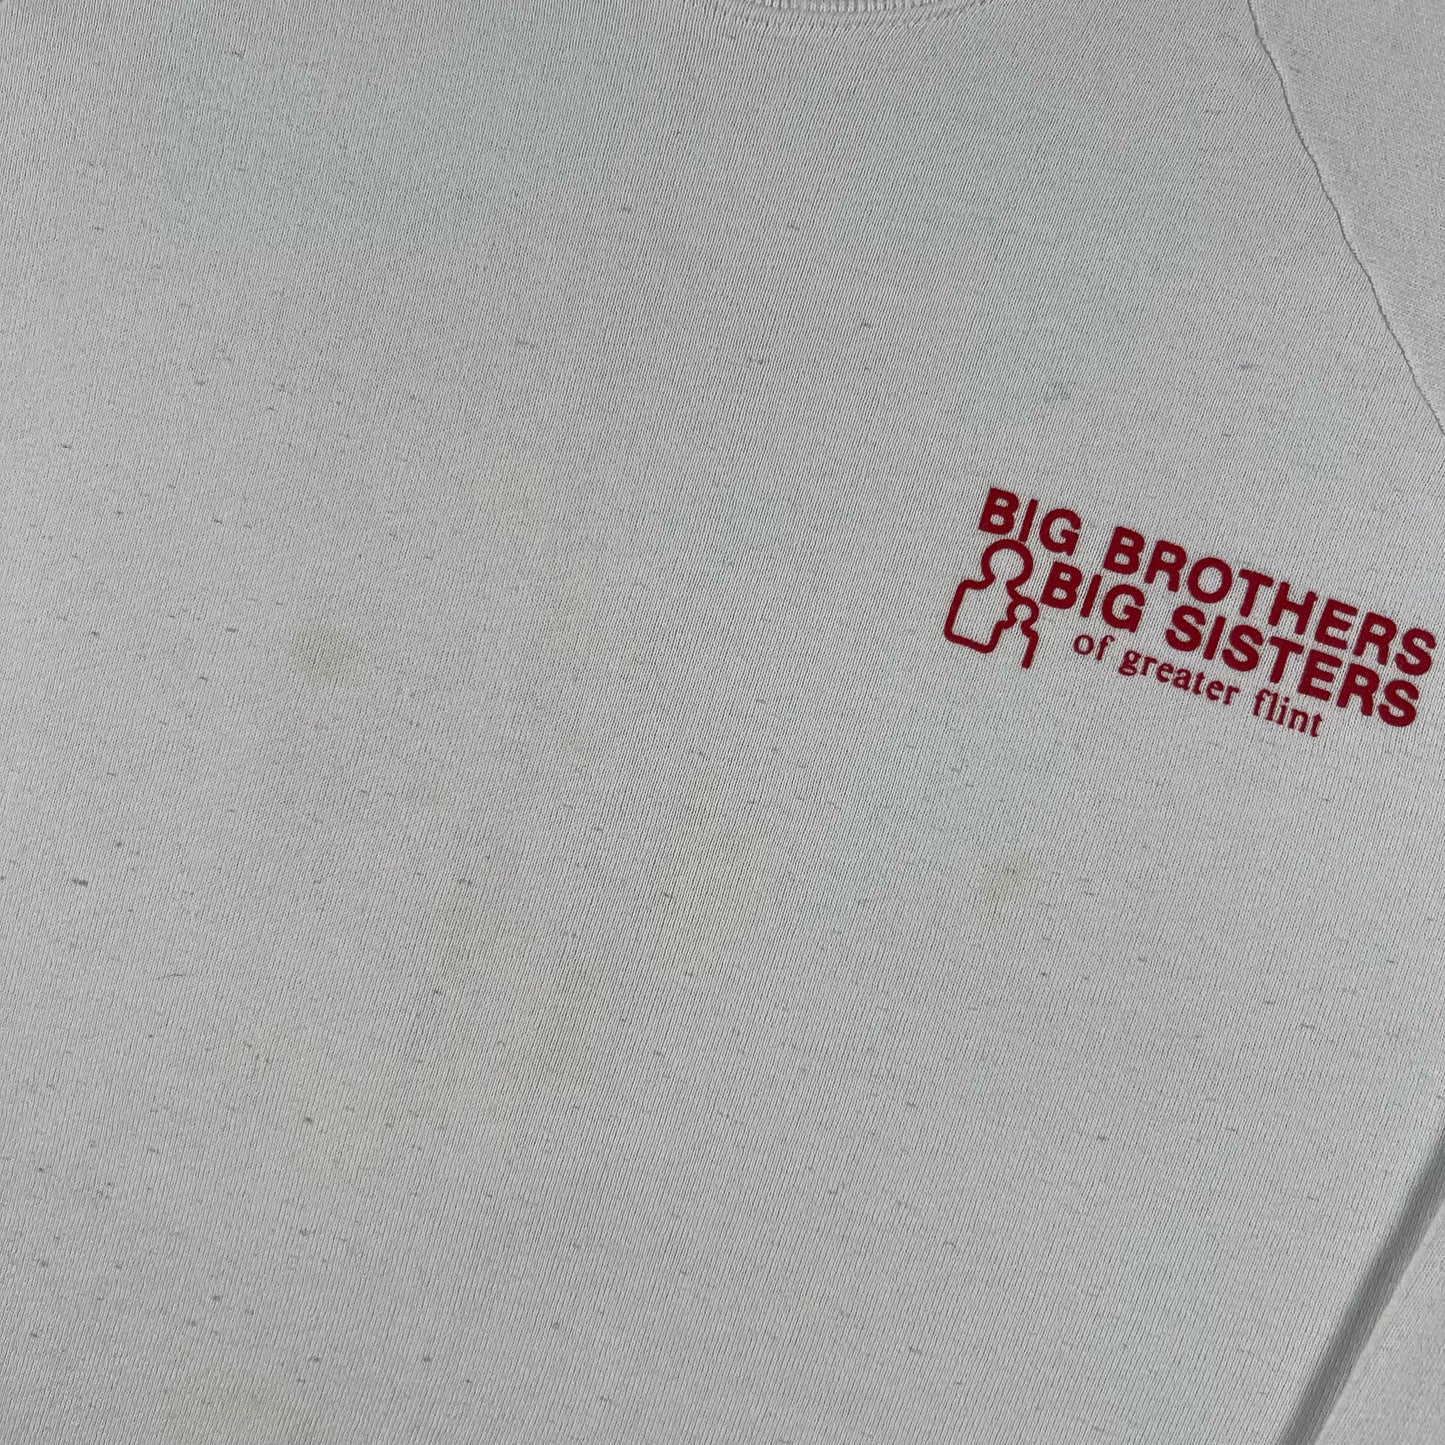 BIG BROTHERS
BIG SISTERS
of greater flint